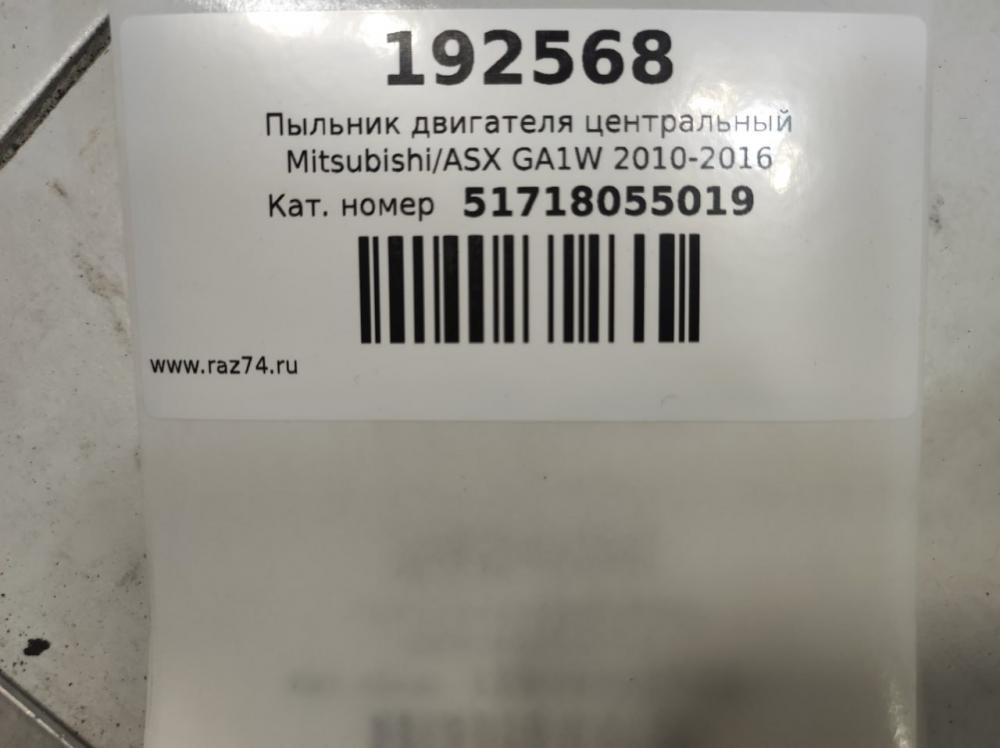 192568
Пыльник двигателя центральный
Mitsubishi/ASX GA1W 2010-2016
Кат. номер 51718055019
www.raz74.ru